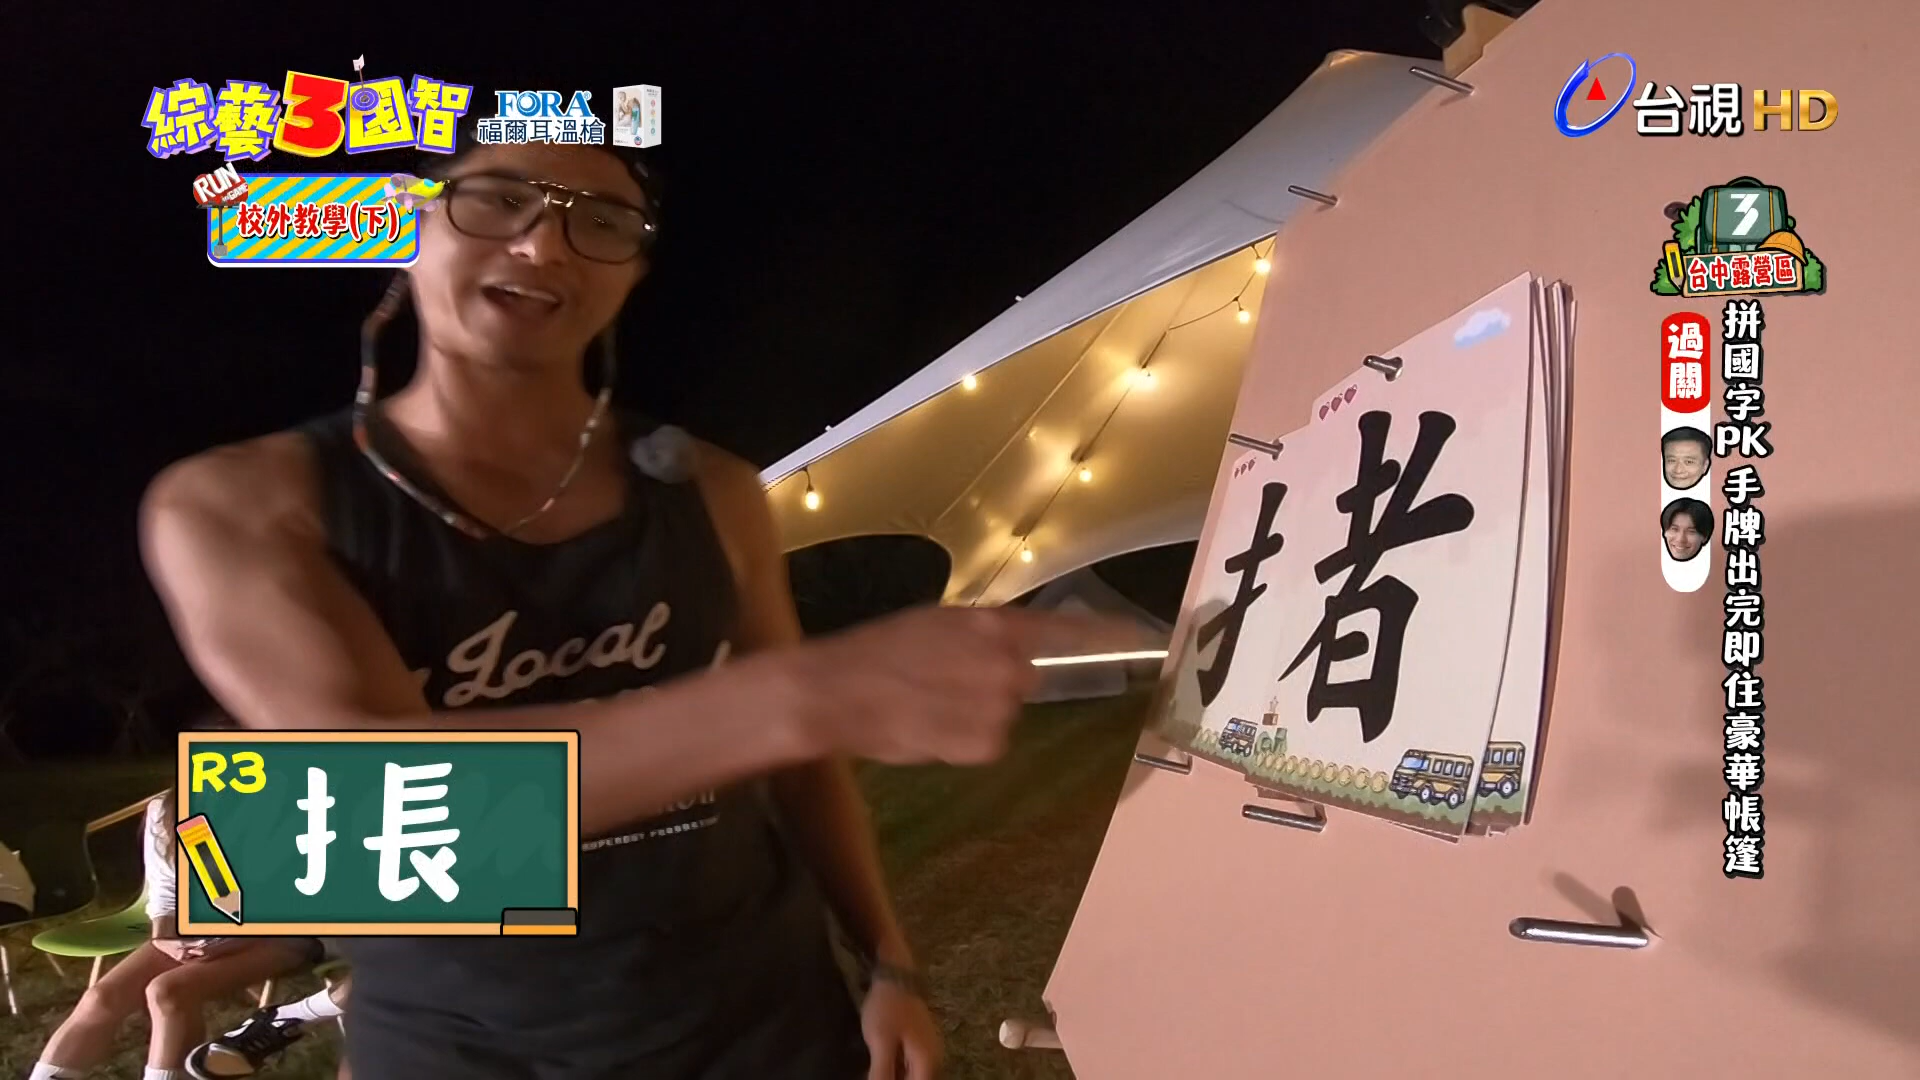 綜藝3國智
FORA
福爾耳溫槍
RUN
校外教學(下)
台視HD
3
台中露營區
過關
拼國字PK 手牌出完即住豪華帳篷
扌者
Local
R3
扌長